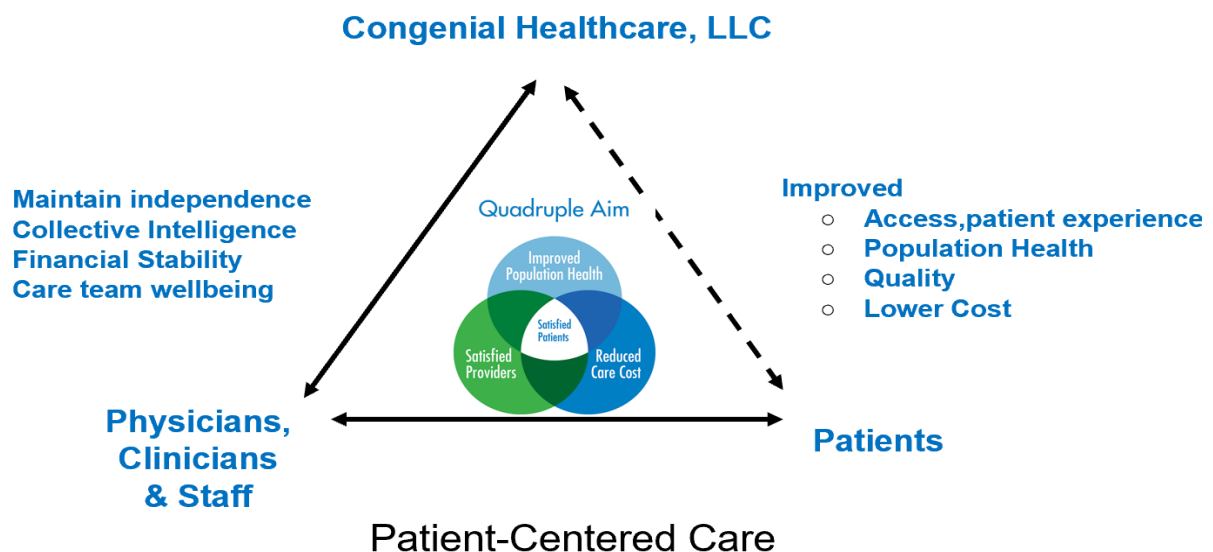 Congenial Healthcare, LLC
Maintain independence
Collective Intelligence
Financial Stability
Care team wellbeing
Quadruple Aim
Improved
Population Health
Satisfied
Patients
Satisfied
Providers
Reduced
Care Cost
Improved
○ Access,patient experience
○ Population Health
○ Quality
○ Lower Cost
Physicians,
Clinicians
& Staff
Patients
Patient-Centered Care